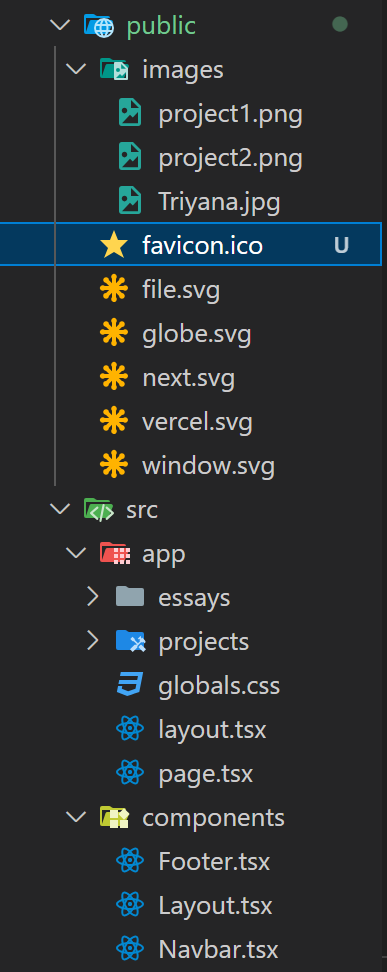 public
images
project1.png
project2.png
Triyana.jpg
favicon.ico U
file.svg
globe.svg
next.svg
vercel.svg
window.svg
src
app
essays
projects
globals.css
layout.tsx
page.tsx
components
Footer.tsx
Layout.tsx
Navbar.tsx